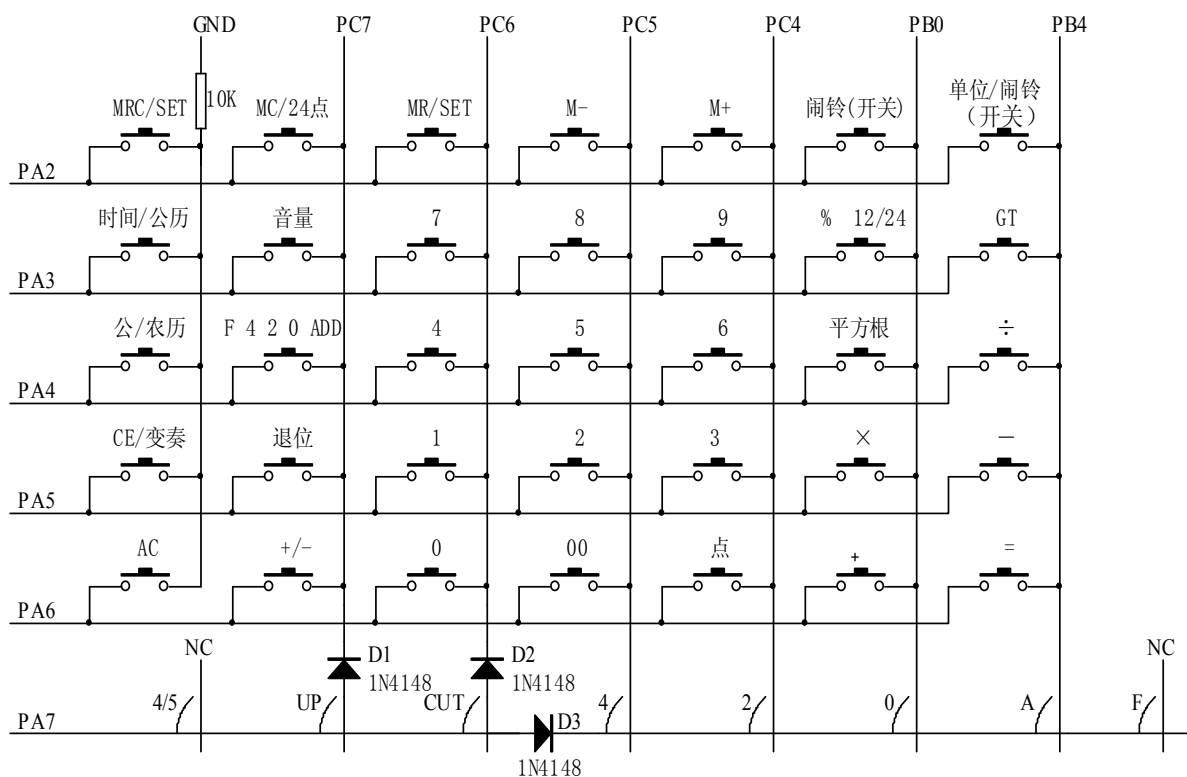 GND PC7 PC6 PC5 PC4 PB0 PB4
10K
MRC/SET MC/24点 MR/SET M- M+ 闹铃(开关) 单位/闹铃
(开关)
PA2
时间/公历 音量 7 8 9 % 12/24 GT
PA3
公/农历 F 4 2 0 ADD 4 5 6 平方根 ÷
PA4
CE/变奏 退位 1 2 3 × －
PA5
AC +/- 0 00 点 + =
PA6
NC D1 D2 NC
1N4148 1N4148
4/5 UP CUT 4 2 0 A F
PA7 D3
1N4148